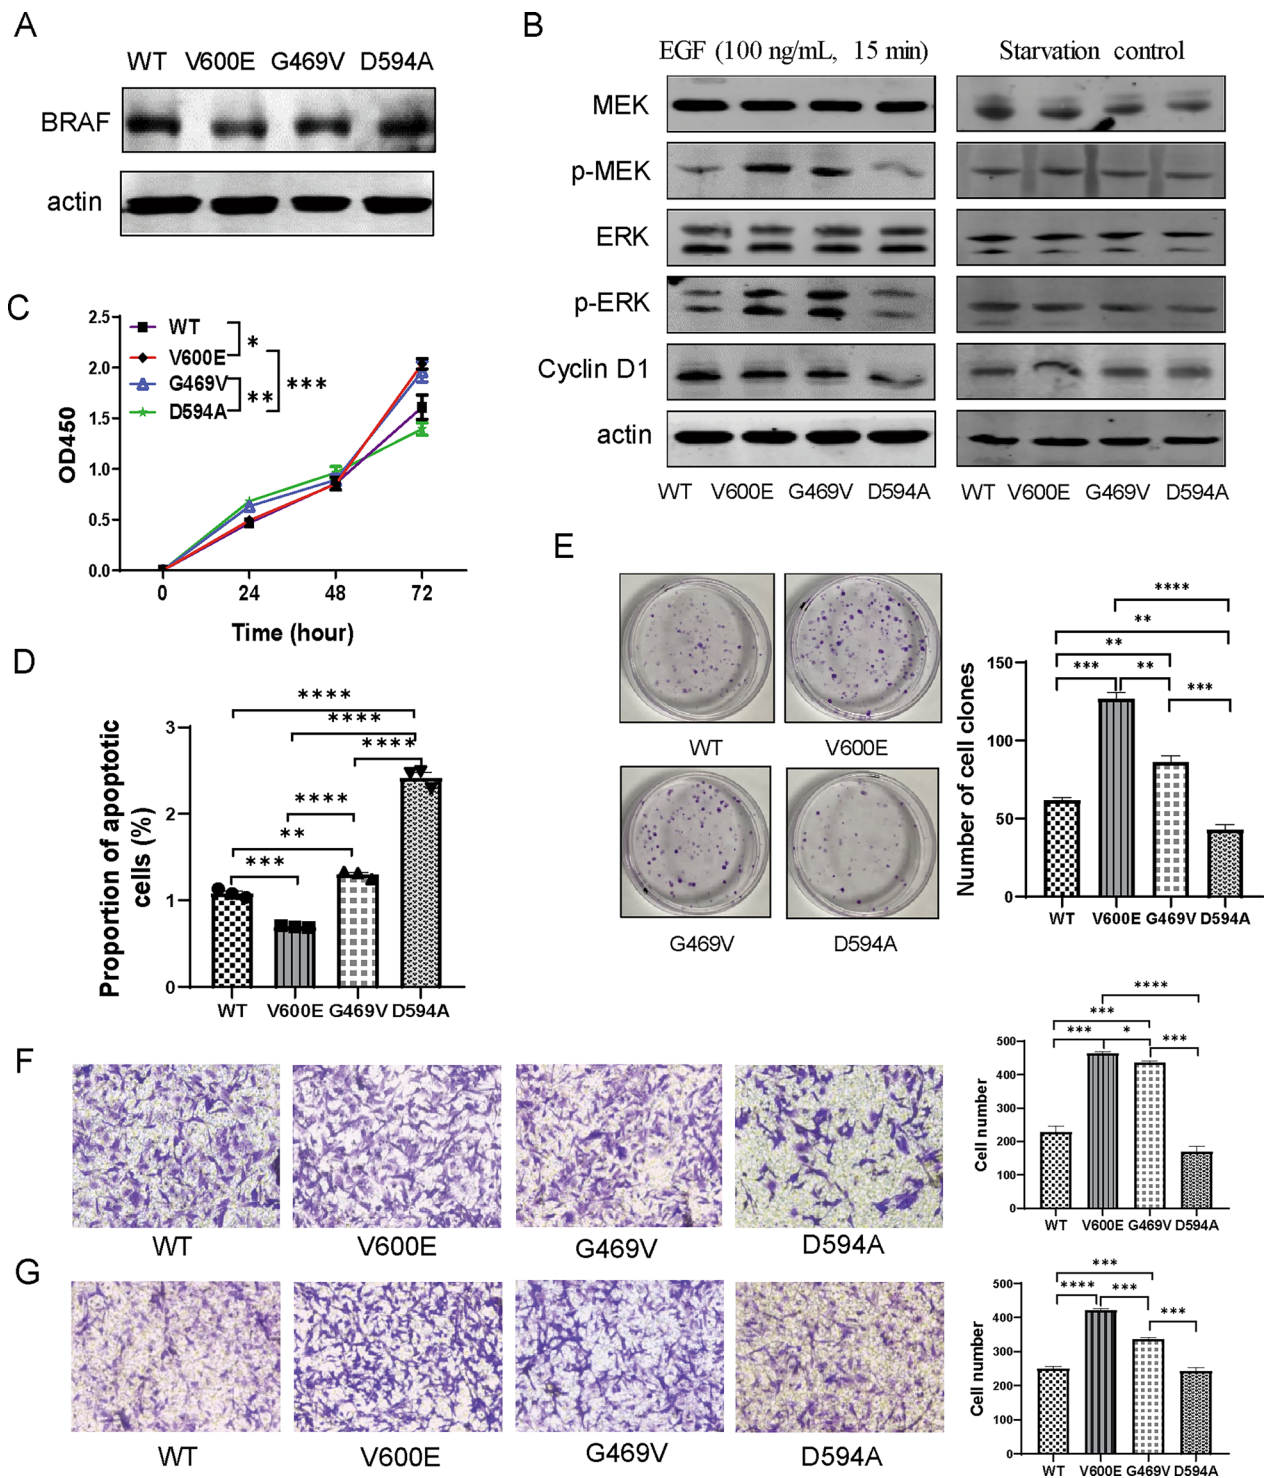 A
WT V600E G469V D594A
BRAF
actin
B
EGF (100 ng/mL, 15 min) Starvation control
MEK
p-MEK
ERK
p-ERK
Cyclin D1
actin
WT V600E G469V D594A WT V600E G469V D594A
C
2.5
2.0
1.5
1.0
0.5
0.0
OD450
WT
V600E
G469V
D594A
*
**
***
0 24 48 72
Time (hour)
D
Proportion of apoptotic
cells (%)
3
2
1
0
****
****
****
****
**
***
WT V600E G469V D594A
E
WT V600E
G469V D594A
Number of cell clones
150
100
50
0
****
**
**
*** **
***
WT V600E G469V D594A
F
WT V600E G469V D594A
Cell number
500
400
300
200
100
0
****
***
*** * ***
WT V600E G469V D594A
G
WT V600E G469V D594A
Cell number
500
400
300
200
100
0
***
**** ***
***
WT V600E G469V D594A